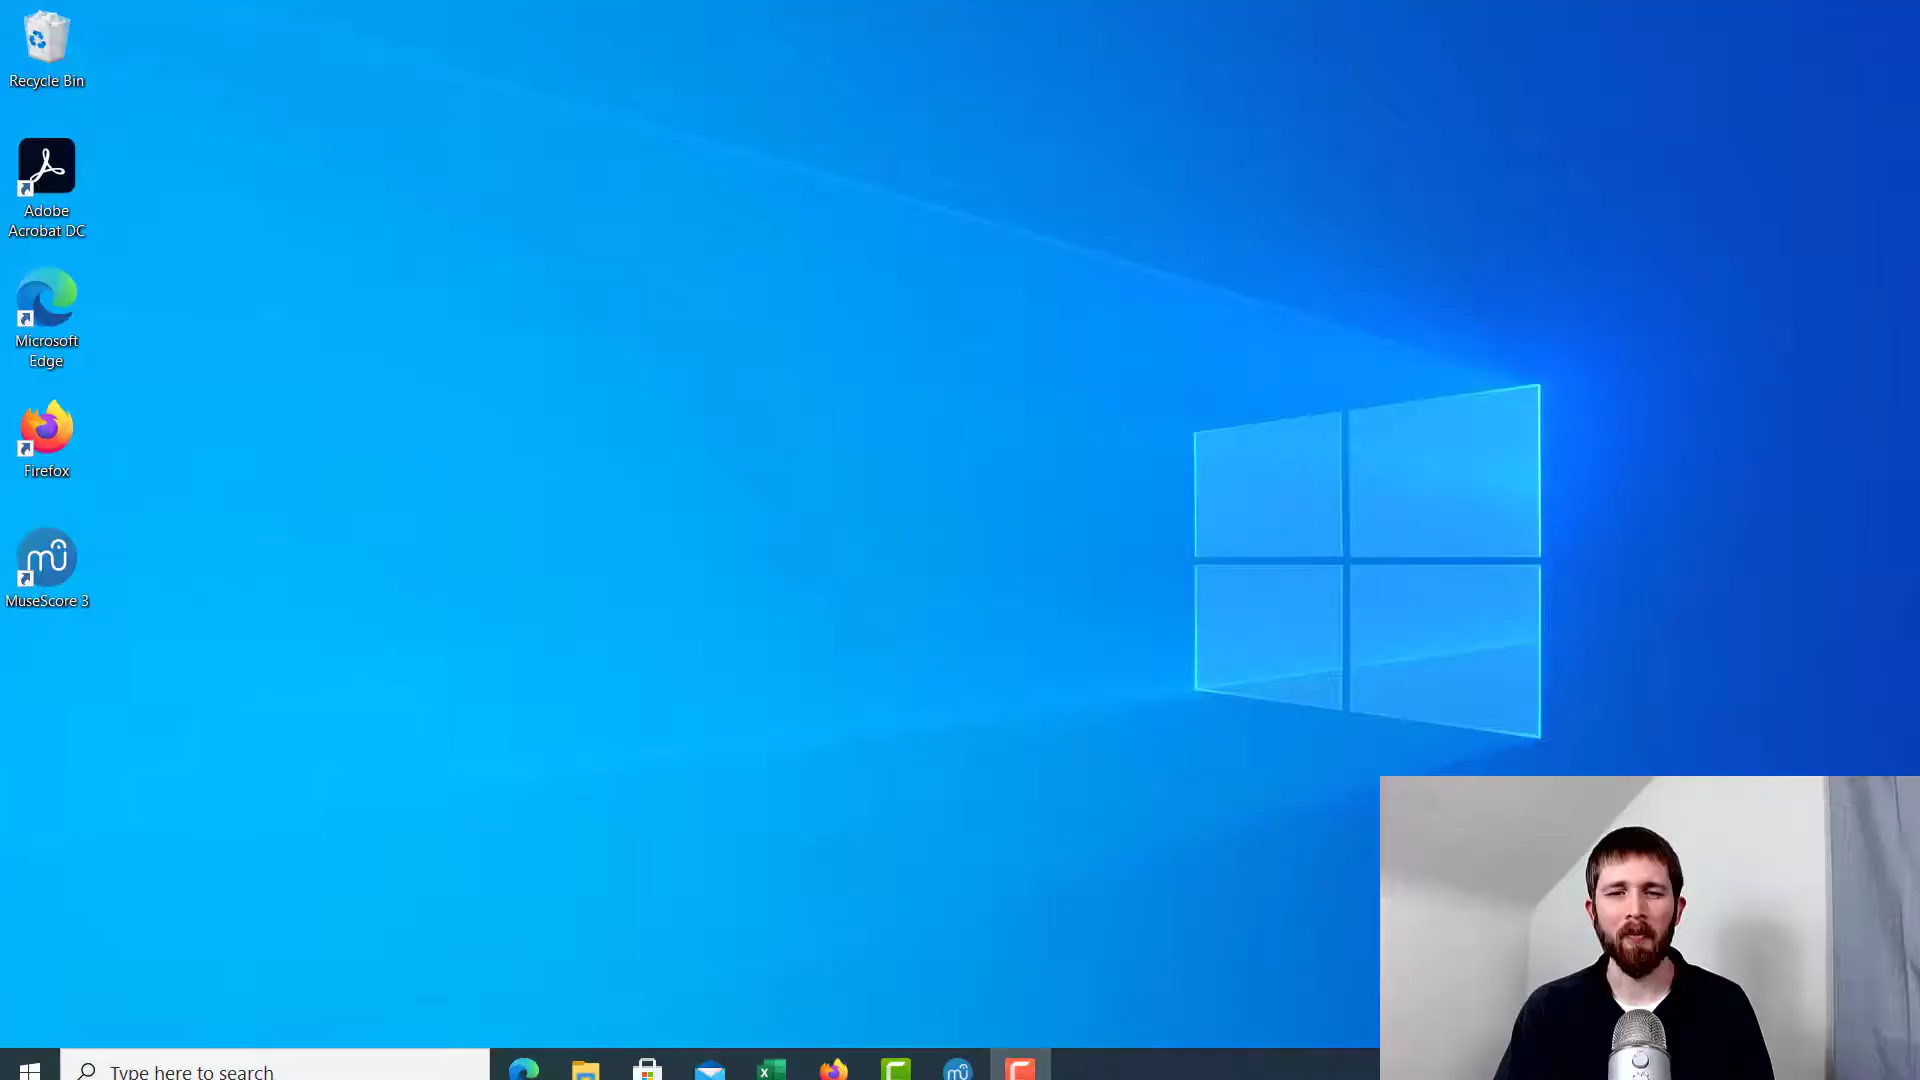 Recycle Bin
Adobe
Acrobat DC
Microsoft
Edge
Firefox
MuseScore 3
Type here to search